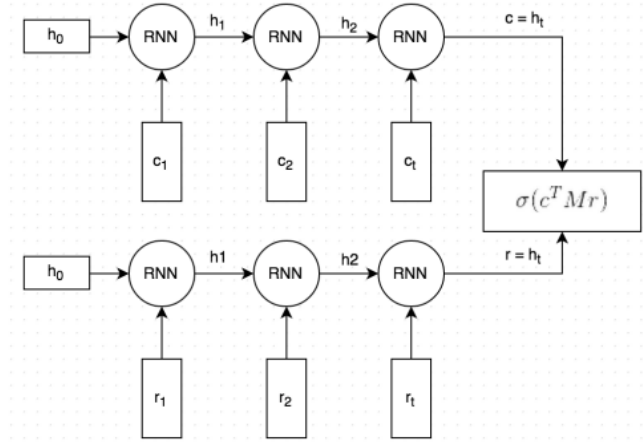 h₀ RNN h₁ RNN h₂ RNN c = hₜ
c₁ c₂ cₜ
σ(cᵀMr)
h₀ RNN h1 RNN h2 RNN r = hₜ
r₁ r₂ rₜ